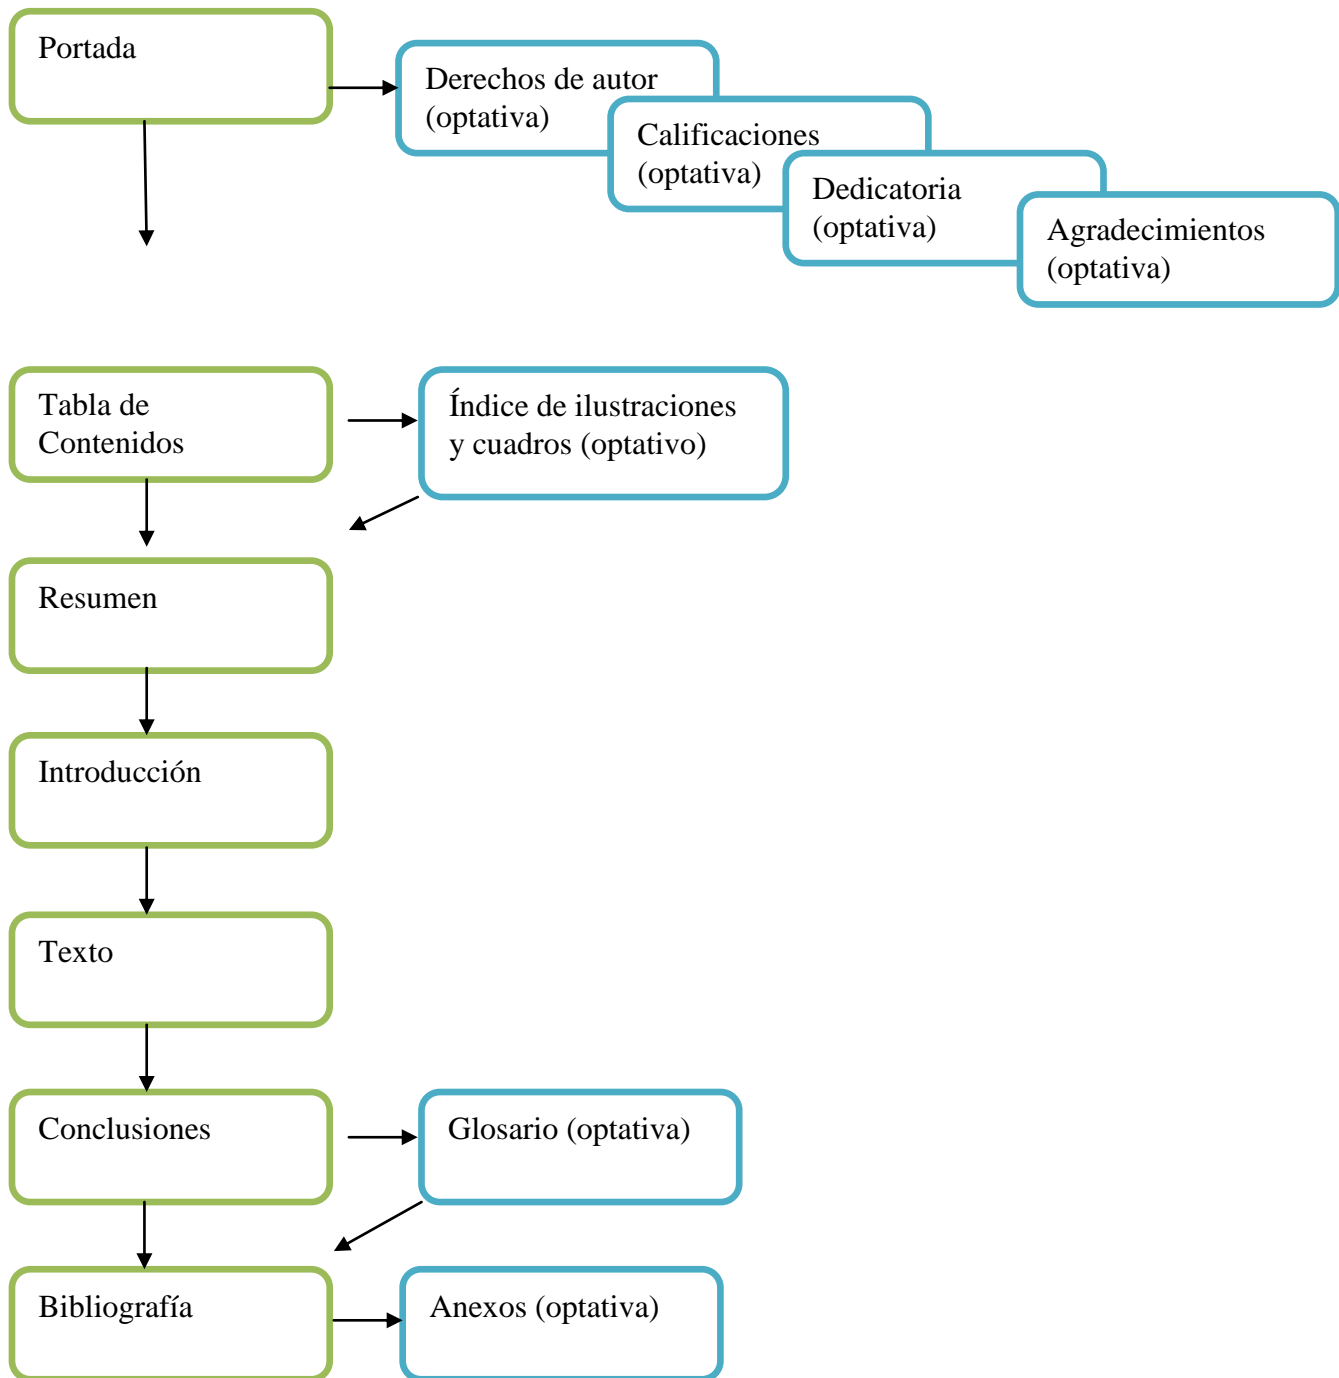 Portada
Derechos de autor
(optativa)
Calificaciones
(optativa)
Dedicatoria
(optativa)
Agradecimientos
(optativa)
Tabla de
Contenidos
Índice de ilustraciones
y cuadros (optativo)
Resumen
Introducción
Texto
Conclusiones
Glosario (optativa)
Bibliografía
Anexos (optativa)